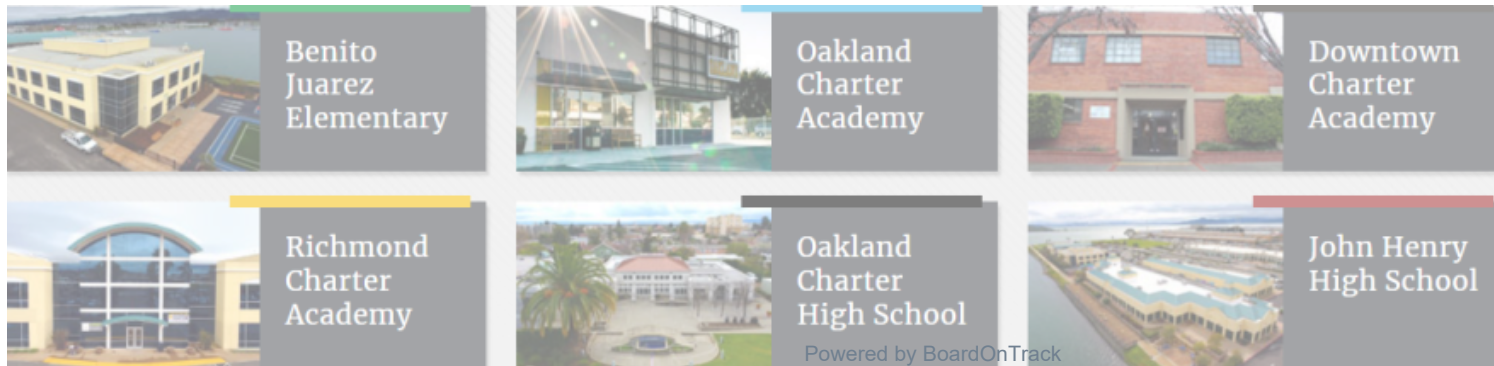 Benito
Juarez
Elementary
Oakland
Charter
Academy
Downtown
Charter
Academy
Richmond
Charter
Academy
Oakland
Charter
High School
John Henry
High School
Powered by BoardOnTrack